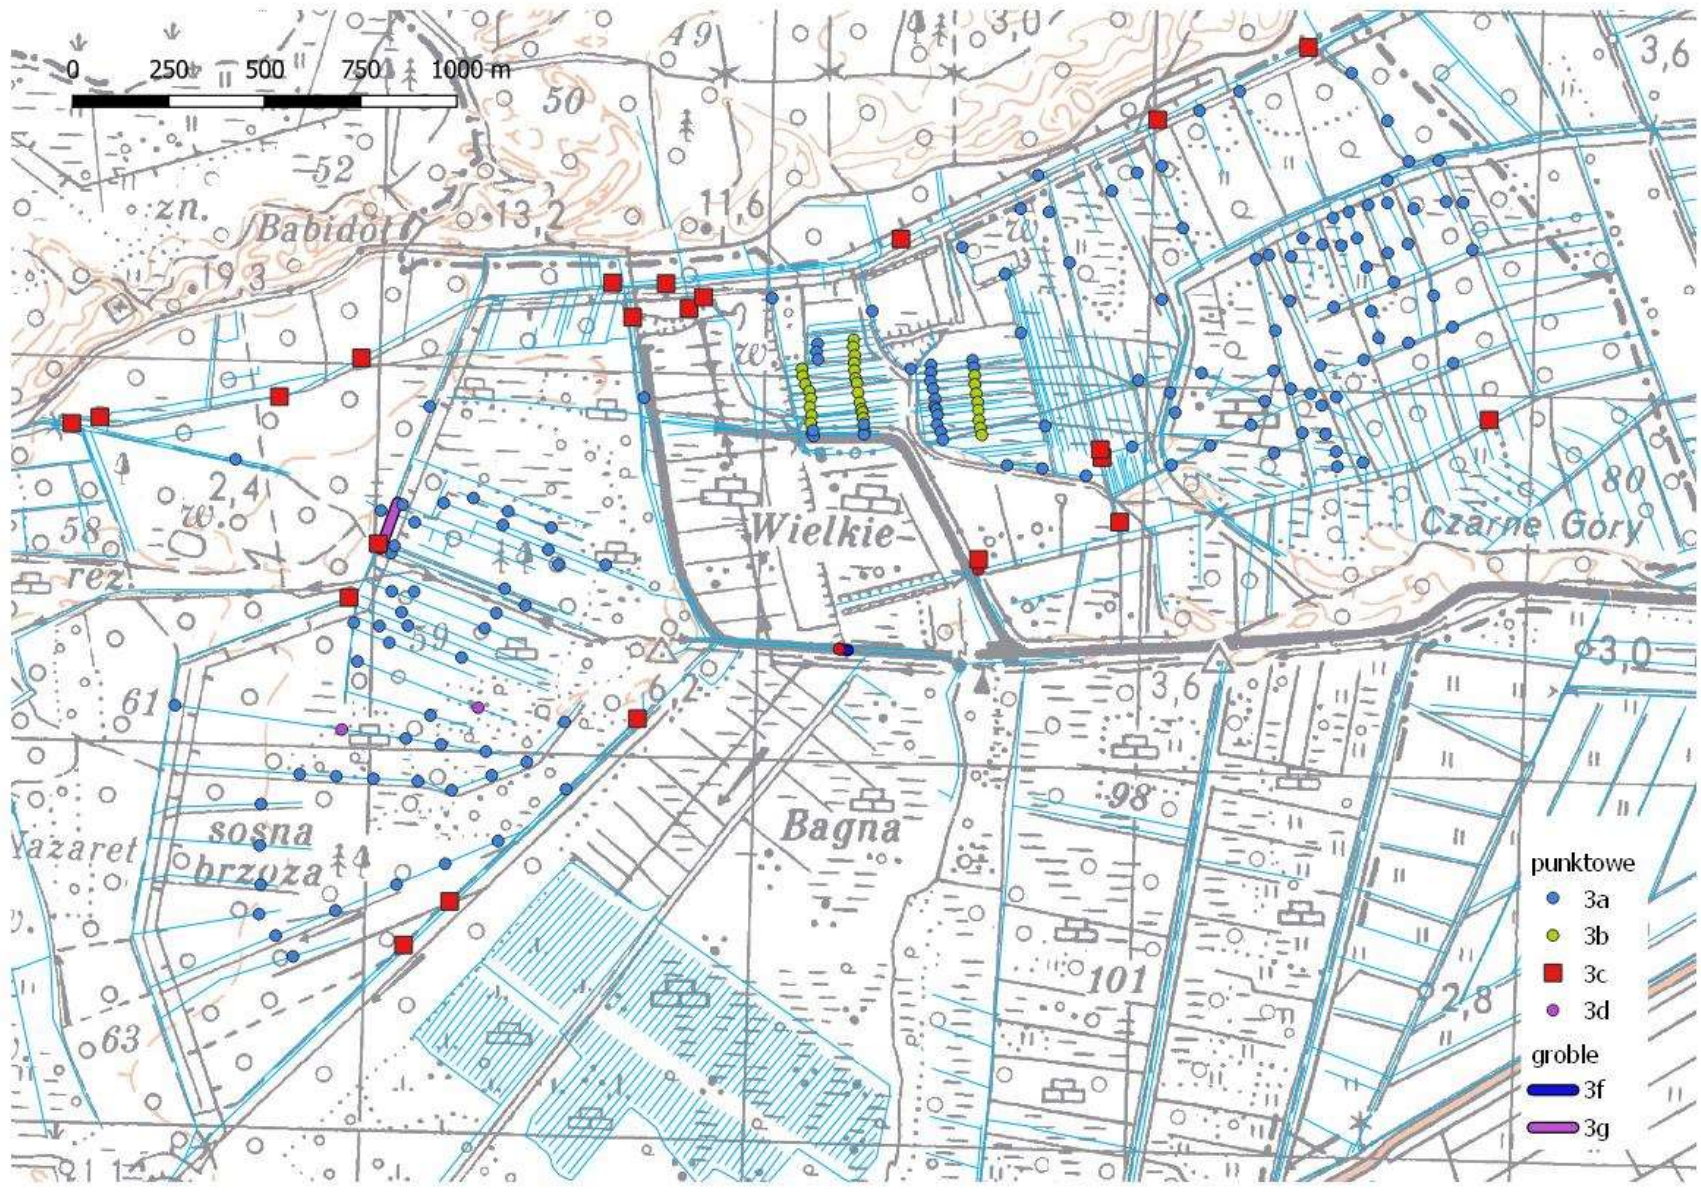 49
3,0
3,6
0 250 500 750 1000 m
50
52
zn.
13,2
11,6
Babidół
19,3
w.
w.
2,4
w.
58
80
Wielkie
Czarne Góry
rez.
59
3,0
61
6,2
3,6
98
sosna
Bagna
brzoza
Nazaret
punktowe
3a
3b
3c
101
2,8
3d
63
groble
3f
3g